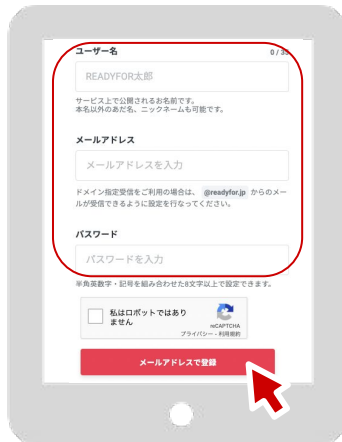 ユーザー名
0 / 35
READYFOR太郎
サービス上で公開されるお名前です。
本名以外のあだ名、ニックネームも可能です。
メールアドレス
メールアドレスを入力
ドメイン指定受信をご利用の場合は、 @readyfor.jp からのメー
ルが受信できるように設定を行なってください。
パスワード
パスワードを入力
半角英数字・記号を組み合わせた8文字以上で設定できます。
私はロボットではあり
ません
reCAPTCHA
プライバシー - 利用規約
メールアドレスで登録